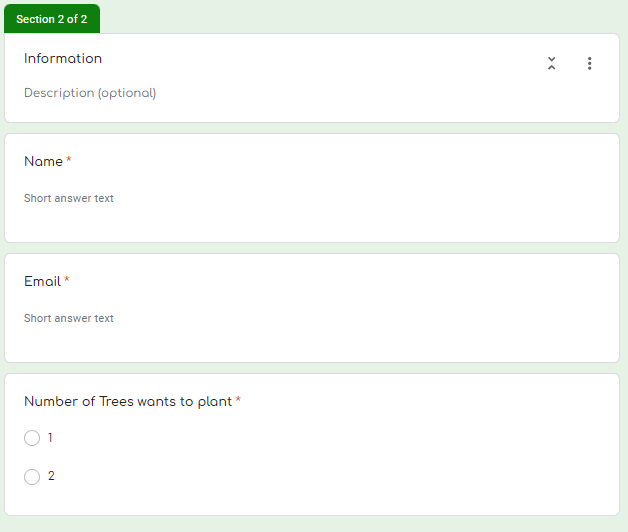 Section 2 of 2
Information
Description (optional)
Name *
Short answer text
Email *
Short answer text
Number of Trees wants to plant *
1
2